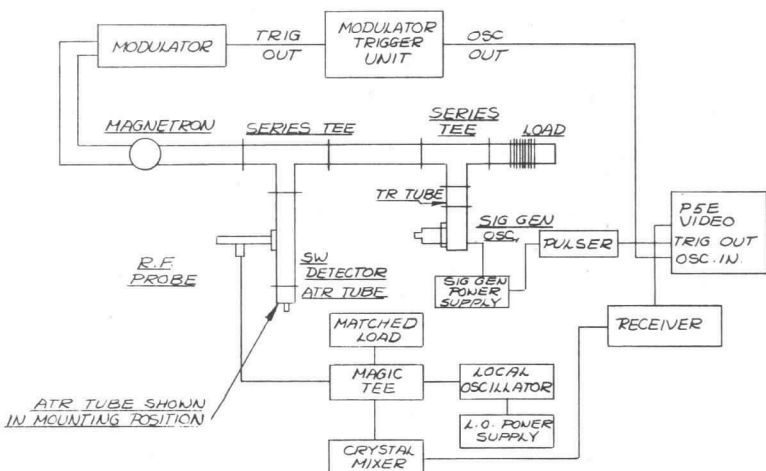 MODULATOR
TRIG
OUT
MODULATOR
TRIGGER
UNIT
OSC
OUT
MAGNETRON
SERIES TEE
SERIES
TEE
LOAD
TR TUBE
SIG GEN
OSC,
PULSER
P5E
VIDEO
TRIG OUT
OSC. IN.
R.F.
PROBE
SW
DETECTOR
ATR TUBE
SIG GEN
POWER
SUPPLY
RECEIVER
MATCHED
LOAD
MAGIC
TEE
LOCAL
OSCILLATOR
ATR TUBE SHOWN
IN MOUNTING POSITION
L.O. POWER
SUPPLY
CRYSTAL
MIXER